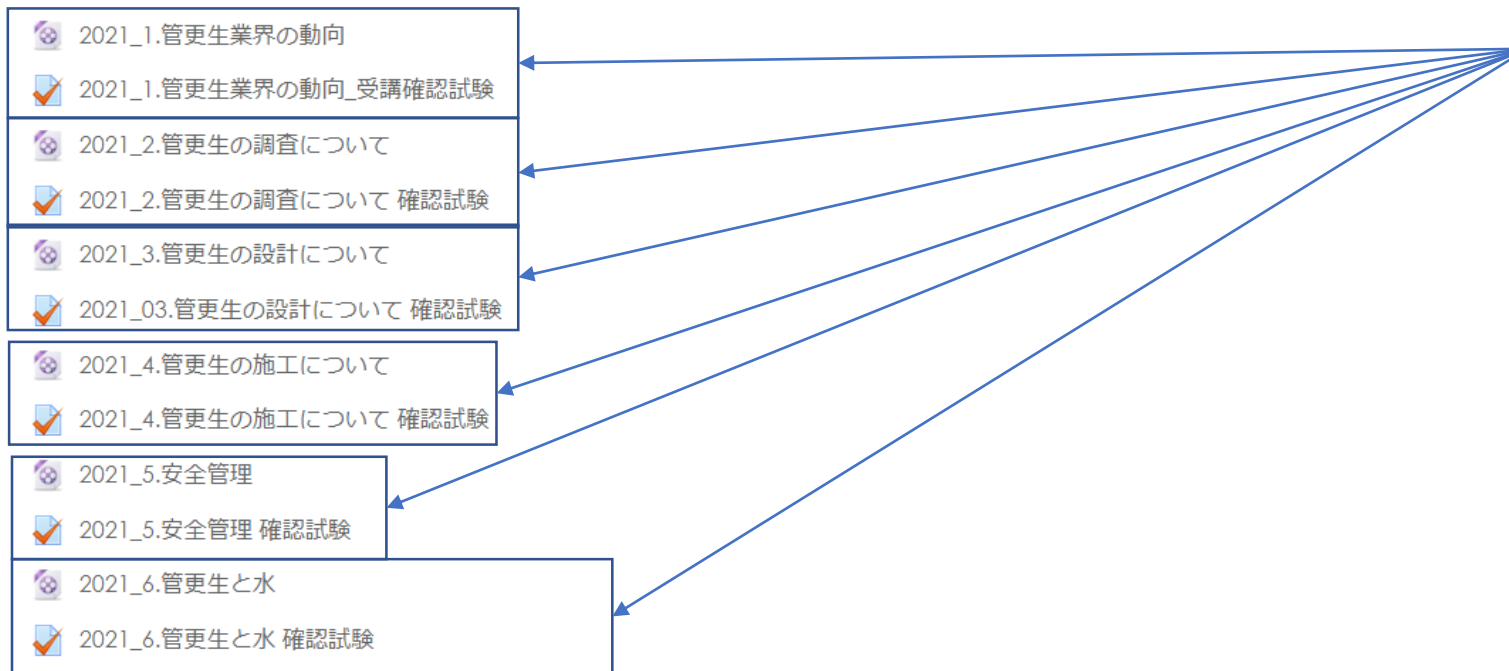 2021_1.管更生業界の動向
2021_1.管更生業界の動向_受講確認試験
2021_2.管更生の調査について
2021_2.管更生の調査について 確認試験
2021_3.管更生の設計について
2021_03.管更生の設計について 確認試験
2021_4.管更生の施工について
2021_4.管更生の施工について 確認試験
2021_5.安全管理
2021_5.安全管理 確認試験
2021_6.管更生と水
2021_6.管更生と水 確認試験